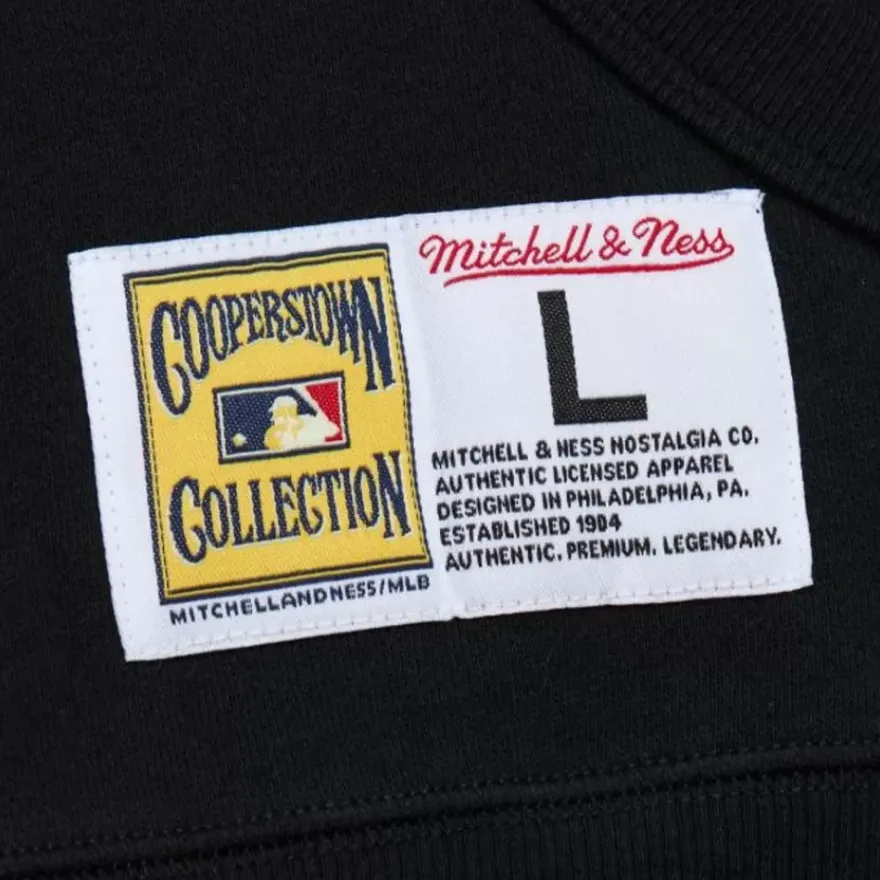 COOPERSTOWN
COLLECTION
MITCHELLANDNESS/MLB
Mitchell & Ness
L
MITCHELL & NESS NOSTALGIA CO.
AUTHENTIC LICENSED APPAREL
DESIGNED IN PHILADELPHIA, PA.
ESTABLISHED 1904
AUTHENTIC. PREMIUM. LEGENDARY.